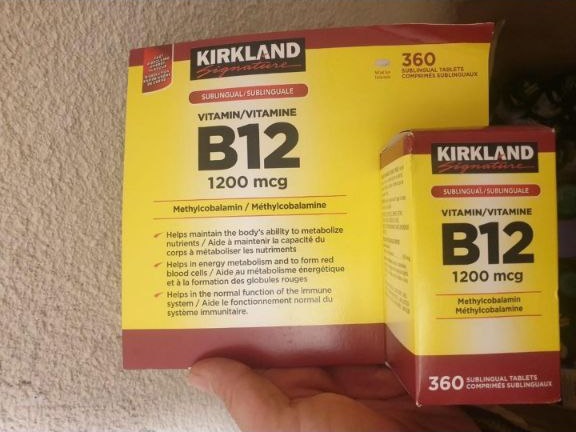 KIRKLAND
Signature
360
SUBLINGUAL TABLETS
COMPRIMÉS SUBLINGUAUX
SUBLINGUAL/SUBLINGUALE
VITAMIN/VITAMINE
B12
1200 mcg
Methylcobalamin / Méthylcobalamine
Helps maintain the body's ability to metabolize
nutrients / Aide à maintenir la capacité du
corps à métaboliser les nutriments
Helps in energy metabolism and to form red
blood cells / Aide au métabolisme énergétique
et à la formation des globules rouges
Helps in the normal function of the immune
system / Aide le fonctionnement normal du
système immunitaire.
KIRKLAND
Signature
SUBLINGUAL/SUBLINGUALE
VITAMIN/VITAMINE
B12
1200 mcg
Methylcobalamin
Méthylcobalamine
360 SUBLINGUAL TABLETS
COMPRIMÉS SUBLINGUAUX